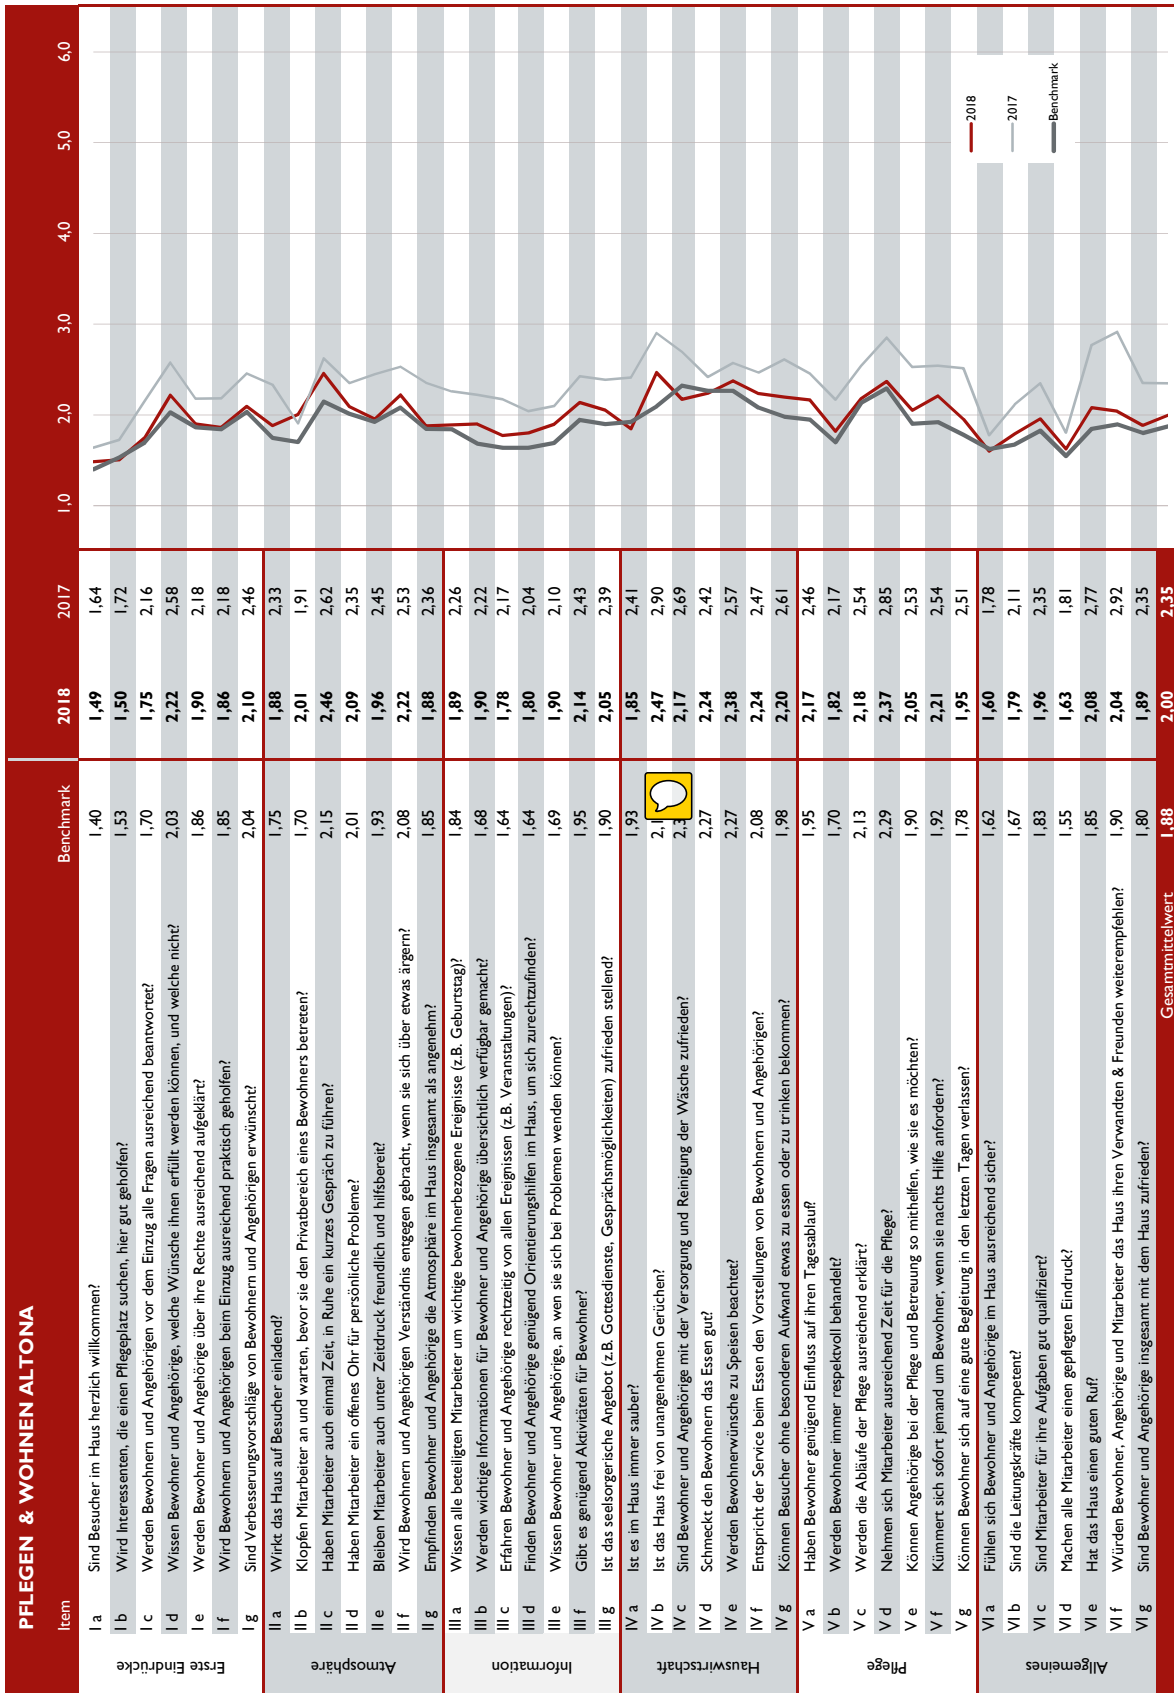 PFLEGEN & WOHNEN ALTONA
Item Benchmark 2018 2017 1,0 2,0 3,0 4,0 5,0 6,0
Erste Eindrücke
I a Sind Besucher im Haus herzlich willkommen? 1,40 1,49 1,64
I b Wird Interessenten, die einen Pflegeplatz suchen, hier gut geholfen? 1,53 1,50 1,72
I c Werden Bewohnern und Angehörigen vor dem Einzug alle Fragen ausreichend beantwortet? 1,70 1,75 2,16
I d Wissen Bewohner und Angehörige, welche Wünsche ihnen erfüllt werden können, und welche nicht? 2,03 2,22 2,58
I e Werden Bewohner und Angehörige über ihre Rechte ausreichend aufgeklärt? 1,86 1,90 2,18
I f Wird Bewohnern und Angehörigen beim Einzug ausreichend praktisch geholfen? 1,85 1,86 2,18
I g Sind Verbesserungsvorschläge von Bewohnern und Angehörigen erwünscht? 2,04 2,10 2,46
Atmosphäre
II a Wirkt das Haus auf Besucher einladend? 1,75 1,88 2,33
II b Klopfen Mitarbeiter an und warten, bevor sie den Privatbereich eines Bewohners betreten? 1,70 2,01 1,91
II c Haben Mitarbeiter auch einmal Zeit, in Ruhe ein kurzes Gespräch zu führen? 2,15 2,46 2,62
II d Haben Mitarbeiter ein offenes Ohr für persönliche Probleme? 2,01 2,09 2,35
II e Bleiben Mitarbeiter auch unter Zeitdruck freundlich und hilfsbereit? 1,93 1,96 2,45
II f Wird Bewohnern und Angehörigen Verständnis entgegen gebracht, wenn sie sich über etwas ärgern? 2,08 2,22 2,53
II g Empfinden Bewohner und Angehörige die Atmosphäre im Haus insgesamt als angenehm? 1,85 1,88 2,36
Information
III a Wissen alle beteiligten Mitarbeiter um wichtige bewohnerbezogene Ereignisse (z.B. Geburtstag)? 1,84 1,89 2,26
III b Werden wichtige Informationen für Bewohner und Angehörige übersichtlich verfügbar gemacht? 1,68 1,90 2,22
III c Erfahren Bewohner und Angehörige rechtzeitig von allen Ereignissen (z.B. Veranstaltungen)? 1,64 1,78 2,17
III d Finden Bewohner und Angehörige genügend Orientierungshilfen im Haus, um sich zurechtzufinden? 1,64 1,80 2,04
III e Wissen Bewohner und Angehörige, an wen sie sich bei Problemen wenden können? 1,69 1,90 2,10
III f Gibt es genügend Aktivitäten für Bewohner? 1,95 2,14 2,43
III g Ist das seelsorgerische Angebot (z.B. Gottesdienste, Gesprächsmöglichkeiten) zufrieden stellend? 1,90 2,05 2,39
Hauswirtschaft
IV a Ist es im Haus immer sauber? 1,93 1,85 2,41
IV b Ist das Haus frei von unangenehmen Gerüchen? 2,47 2,90
IV c Sind Bewohner und Angehörige mit der Versorgung und Reinigung der Wäsche zufrieden? 2,17 2,69
IV d Schmeckt den Bewohnern das Essen gut? 2,27 2,24 2,42
IV e Werden Bewohnerwünsche zu Speisen beachtet? 2,27 2,38 2,57
IV f Entspricht der Service beim Essen den Vorstellungen von Bewohnern und Angehörigen? 2,08 2,24 2,47
IV g Können Besucher ohne besonderen Aufwand etwas zu essen oder zu trinken bekommen? 1,98 2,20 2,61
Pflege
V a Haben Bewohner genügend Einfluss auf ihren Tagesablauf? 1,95 2,17 2,46
V b Werden Bewohner immer respektvoll behandelt? 1,70 1,82 2,17
V c Werden die Abläufe der Pflege ausreichend erklärt? 2,13 2,18 2,54
V d Nehmen sich Mitarbeiter ausreichend Zeit für die Pflege? 2,29 2,37 2,85
V e Können Angehörige bei der Pflege und Betreuung so mithelfen, wie sie es möchten? 1,90 2,05 2,53
V f Kümmert sich sofort jemand um Bewohner, wenn sie nachts Hilfe anfordern? 1,92 2,21 2,54
V g Können Bewohner sich auf eine gute Begleitung in den letzten Tagen verlassen? 1,78 1,95 2,51
Allgemeines
VI a Fühlen sich Bewohner und Angehörige im Haus ausreichend sicher? 1,62 1,60 1,78
VI b Sind die Leitungskräfte kompetent? 1,67 1,79 2,11
VI c Sind Mitarbeiter für ihre Aufgaben gut qualifiziert? 1,83 1,96 2,35
VI d Machen alle Mitarbeiter einen gepflegten Eindruck? 1,55 1,63 1,81
VI e Hat das Haus einen guten Ruf? 1,85 2,08 2,77
VI f Würden Bewohner, Angehörige und Mitarbeiter das Haus ihren Verwandten & Freunden weiterempfehlen? 1,90 2,04 2,92
VI g Sind Bewohner und Angehörige insgesamt mit dem Haus zufrieden? 1,80 1,89 2,35
Gesamtmittelwert 1,88 2,00 2,35
2018
2017
Benchmark